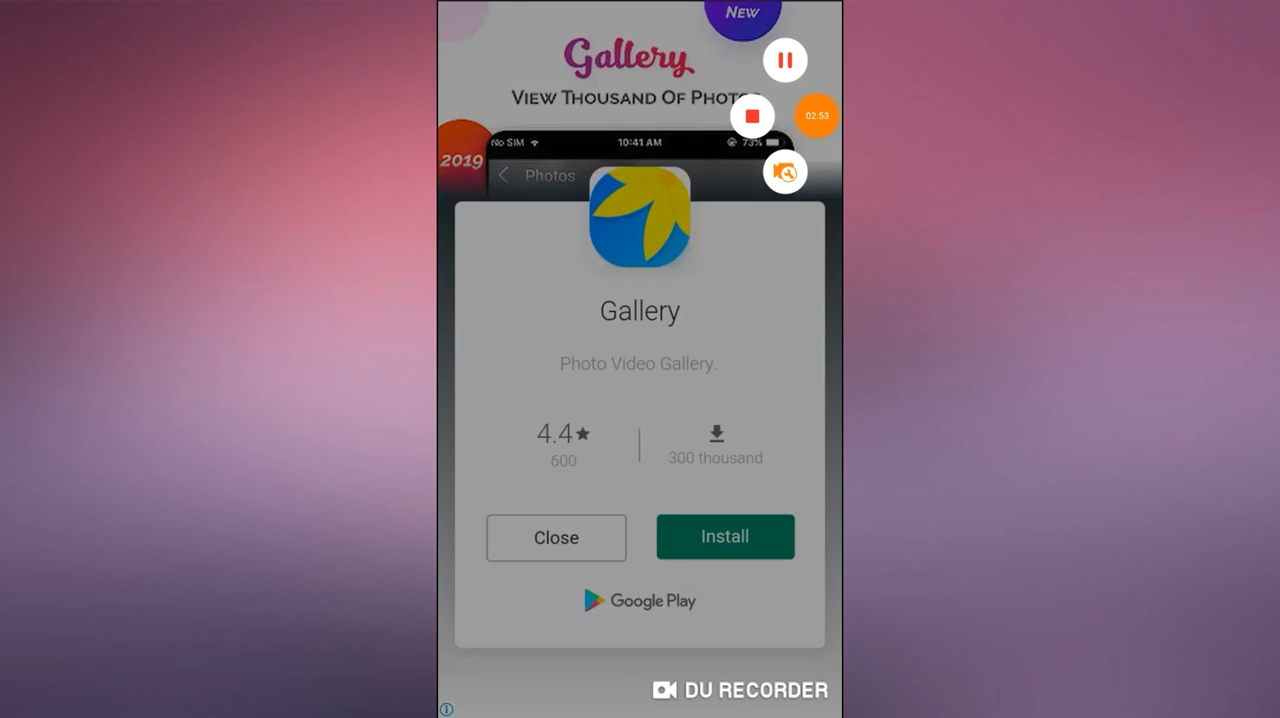 NEW
Gallery
VIEW THOUSAND OF PHOTOS
02:53
2019
No SIM 10:41 AM 73%
Photos
Gallery
Photo Video Gallery.
4.4★
600
300 thousand
Close
Install
Google Play
DU RECORDER